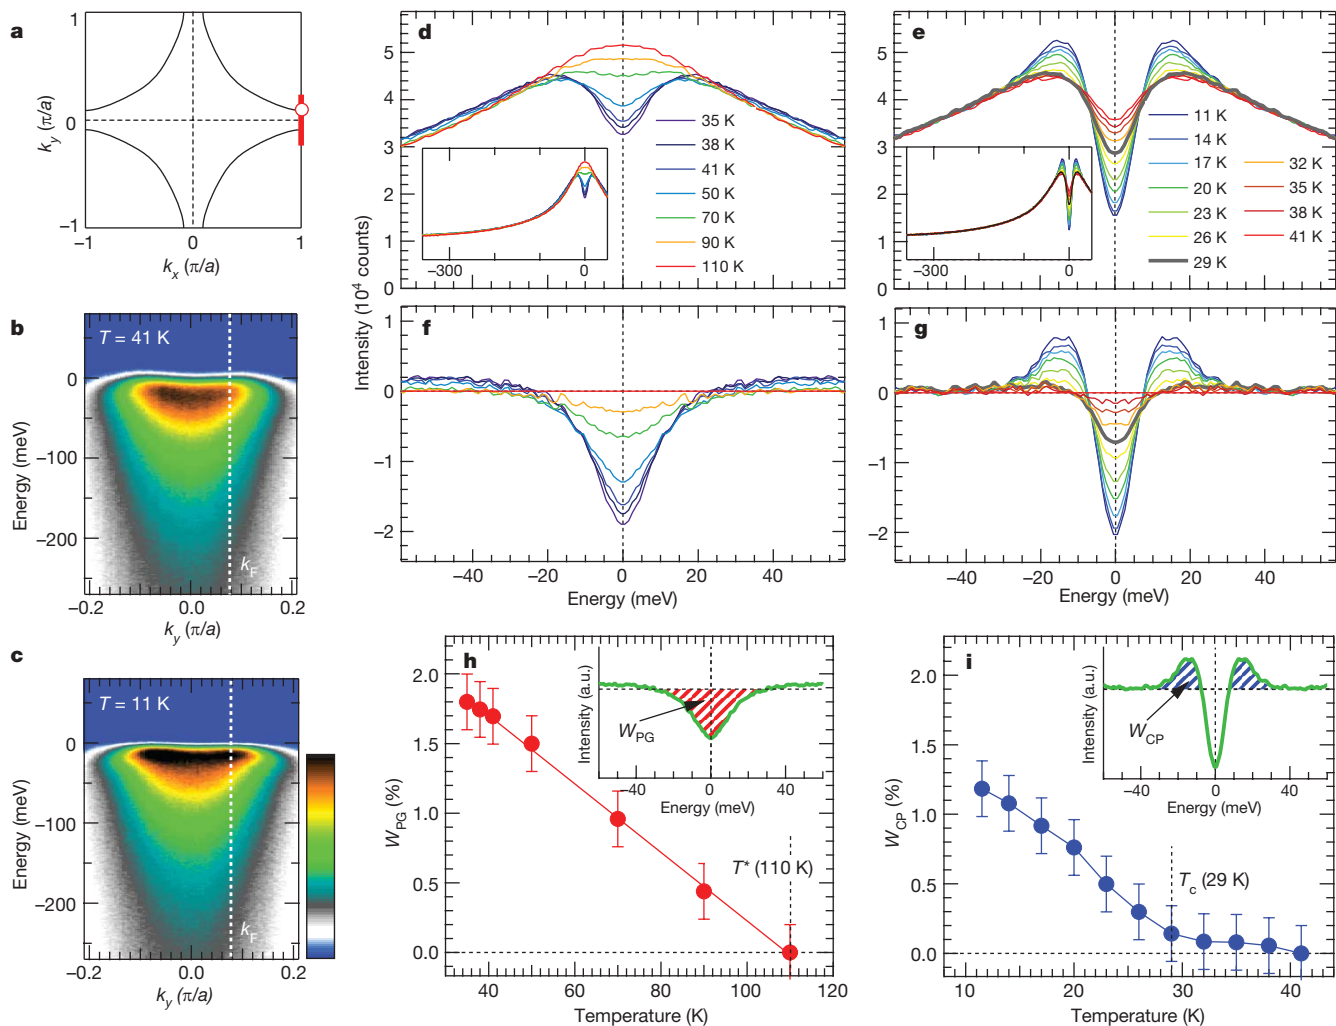 a
1
0
−1
k_y (π/a)
−1
0
1
k_x (π/a)
b
T = 41 K
0
−100
−200
Energy (meV)
k_F
−0.2
0.0
0.2
k_y (π/a)
c
T = 11 K
0
−100
−200
Energy (meV)
k_F
−0.2
0.0
0.2
k_y (π/a)
d
5
4
3
2
1
0
Intensity (10⁴ counts)
35 K
38 K
41 K
50 K
70 K
90 K
110 K
−300
0
e
5
4
3
2
1
0
11 K
14 K
17 K
20 K
23 K
26 K
29 K
32 K
35 K
38 K
41 K
−300
0
f
1
0
−1
−2
−40
−20
0
20
40
Energy (meV)
g
1
0
−1
−2
−40
−20
0
20
40
Energy (meV)
h
2.0
1.5
1.0
0.5
0.0
W_PG (%)
Intensity (a.u.)
W_PG
−40
0
40
Energy (meV)
T* (110 K)
40
60
80
100
120
Temperature (K)
i
2.0
1.5
1.0
0.5
0.0
W_CP (%)
Intensity (a.u.)
W_CP
−40
0
40
Energy (meV)
T_c (29 K)
10
20
30
40
Temperature (K)